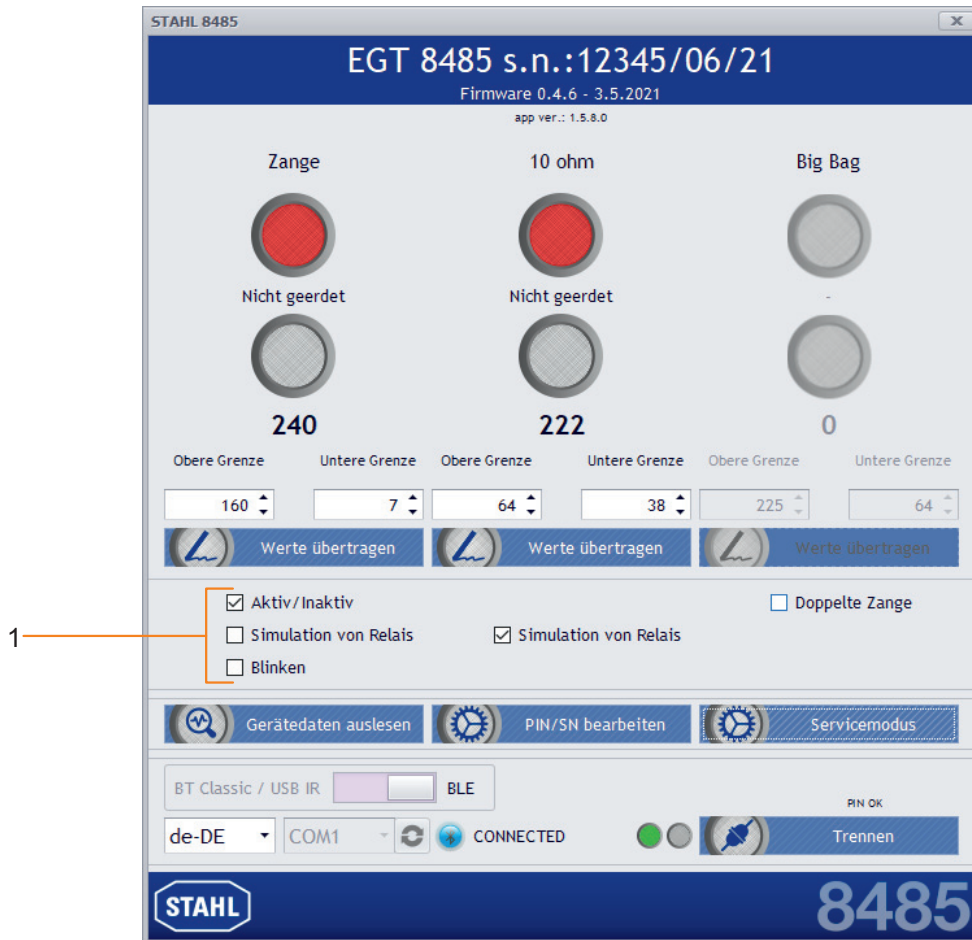 STAHL 8485
EGT 8485 s.n.:12345/06/21
Firmware 0.4.6 - 3.5.2021
app ver.: 1.5.8.0
Zange 10 ohm Big Bag
Nicht geerdet Nicht geerdet -
240 222 0
Obere Grenze Untere Grenze Obere Grenze Untere Grenze Obere Grenze Untere Grenze
160 7 64 38 225 64
Werte übertragen Werte übertragen Werte übertragen
Aktiv/Inaktiv Doppelte Zange
1 Simulation von Relais Simulation von Relais
Blinken
Gerätedaten auslesen PIN/SN bearbeiten Servicemodus
BT Classic / USB IR BLE
PIN OK
de-DE COM1 CONNECTED Trennen
STAHL 8485